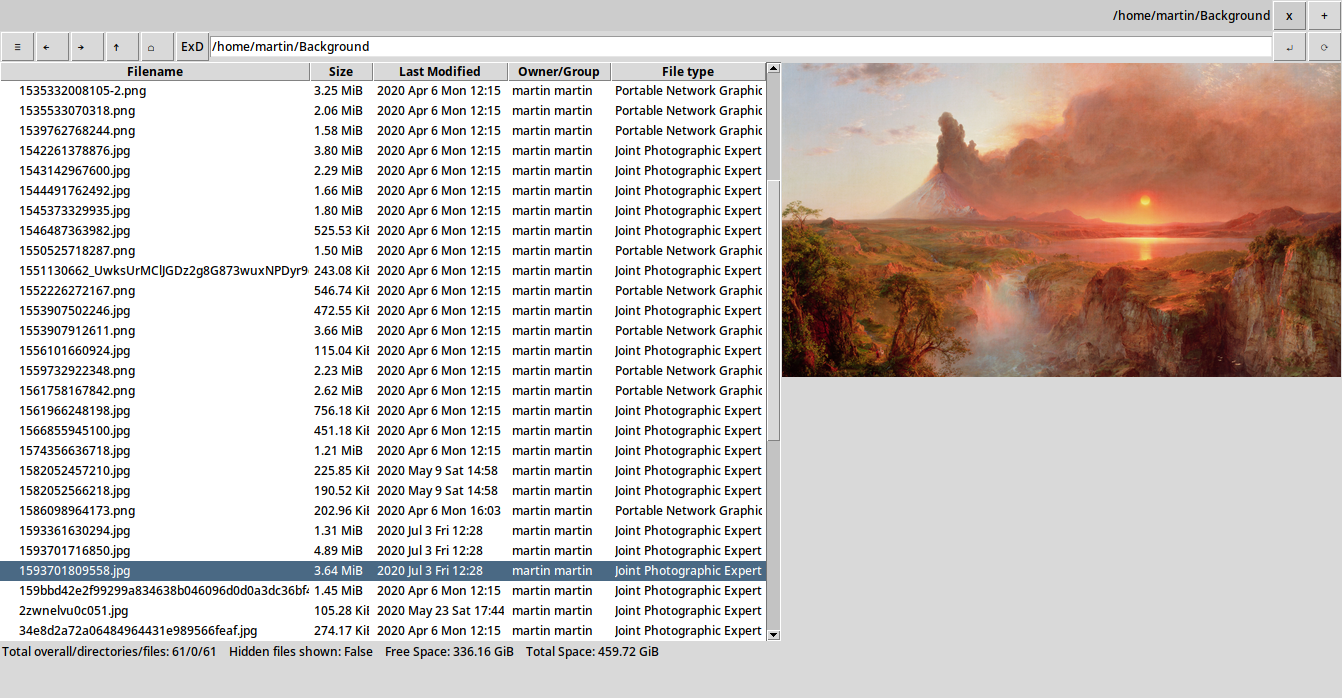 /home/martin/Background x +
≡ ← → ↑ ⌂ ExD /home/martin/Background ↲ ⟳
Filename Size Last Modified Owner/Group File type
1535332008105-2.png 3.25 MiB 2020 Apr 6 Mon 12:15 martin martin Portable Network Graphic
1535533070318.png 2.06 MiB 2020 Apr 6 Mon 12:15 martin martin Portable Network Graphic
1539762768244.png 1.58 MiB 2020 Apr 6 Mon 12:15 martin martin Portable Network Graphic
1542261378876.jpg 3.80 MiB 2020 Apr 6 Mon 12:15 martin martin Joint Photographic Expert
1543142967600.jpg 2.29 MiB 2020 Apr 6 Mon 12:15 martin martin Joint Photographic Expert
1544491762492.jpg 1.66 MiB 2020 Apr 6 Mon 12:15 martin martin Joint Photographic Expert
1545373329935.jpg 1.80 MiB 2020 Apr 6 Mon 12:15 martin martin Joint Photographic Expert
1546487363982.jpg 525.53 KiB 2020 Apr 6 Mon 12:15 martin martin Joint Photographic Expert
1550525718287.png 1.50 MiB 2020 Apr 6 Mon 12:15 martin martin Portable Network Graphic
1551130662_UwksUrMClJGDz2g8G873wuxNPDyr9 243.08 KiB 2020 Apr 6 Mon 12:15 martin martin Joint Photographic Expert
1552226272167.png 546.74 KiB 2020 Apr 6 Mon 12:15 martin martin Portable Network Graphic
1553907502246.jpg 472.55 KiB 2020 Apr 6 Mon 12:15 martin martin Joint Photographic Expert
1553907912611.png 3.66 MiB 2020 Apr 6 Mon 12:15 martin martin Portable Network Graphic
1556101660924.jpg 115.04 KiB 2020 Apr 6 Mon 12:15 martin martin Joint Photographic Expert
1559732922348.png 2.23 MiB 2020 Apr 6 Mon 12:15 martin martin Portable Network Graphic
1561758167842.png 2.62 MiB 2020 Apr 6 Mon 12:15 martin martin Portable Network Graphic
1561966248198.jpg 756.18 KiB 2020 Apr 6 Mon 12:15 martin martin Joint Photographic Expert
1566855945100.jpg 451.18 KiB 2020 Apr 6 Mon 12:15 martin martin Joint Photographic Expert
1574356636718.jpg 1.21 MiB 2020 Apr 6 Mon 12:15 martin martin Joint Photographic Expert
1582052457210.jpg 225.85 KiB 2020 May 9 Sat 14:58 martin martin Joint Photographic Expert
1582052566218.jpg 190.52 KiB 2020 May 9 Sat 14:58 martin martin Joint Photographic Expert
1586098964173.png 202.96 KiB 2020 Apr 6 Mon 16:03 martin martin Portable Network Graphic
1593361630294.jpg 1.31 MiB 2020 Jul 3 Fri 12:28 martin martin Joint Photographic Expert
1593701716850.jpg 4.89 MiB 2020 Jul 3 Fri 12:28 martin martin Joint Photographic Expert
1593701809558.jpg 3.64 MiB 2020 Jul 3 Fri 12:28 martin martin Joint Photographic Expert
159bbd42e2f99299a834638b046096d0d0a3dc36bf4 1.45 MiB 2020 Apr 6 Mon 12:15 martin martin Joint Photographic Expert
2zwnelvu0c051.jpg 105.28 KiB 2020 May 23 Sat 17:44 martin martin Joint Photographic Expert
34e8d2a72a06484964431e989566feaf.jpg 274.17 KiB 2020 Apr 6 Mon 12:15 martin martin Joint Photographic Expert
Total overall/directories/files: 61/0/61 Hidden files shown: False Free Space: 336.16 GiB Total Space: 459.72 GiB